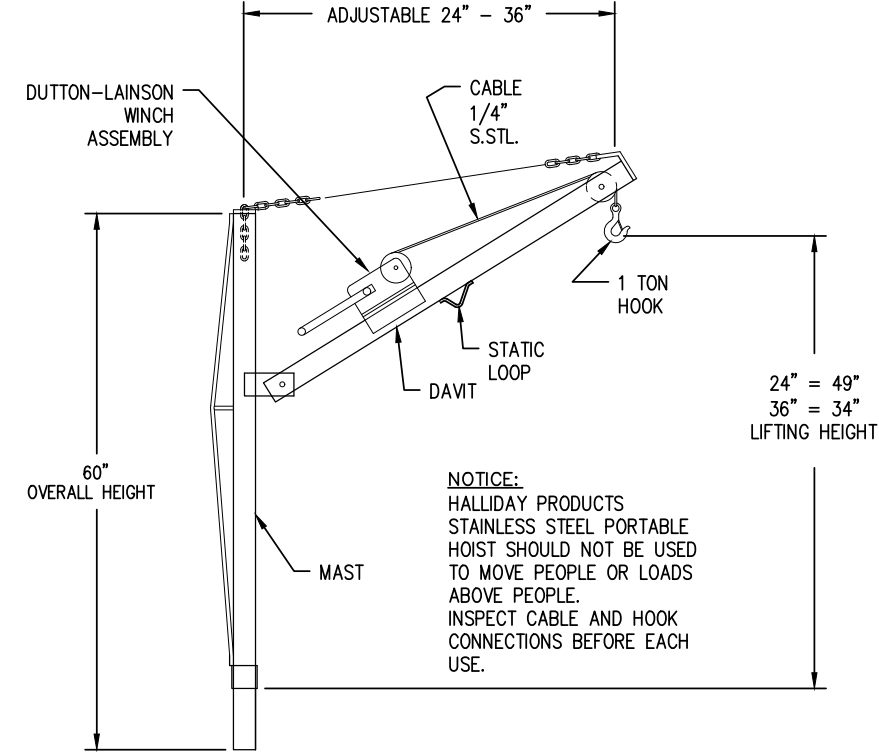 ADJUSTABLE 24" – 36"
DUTTON–LAINSON
WINCH
ASSEMBLY
CABLE
1/4"
S.STL.
1 TON
HOOK
STATIC
LOOP
DAVIT
24" = 49"
36" = 34"
LIFTING HEIGHT
60"
OVERALL HEIGHT
MAST
NOTICE:
HALLIDAY PRODUCTS
STAINLESS STEEL PORTABLE
HOIST SHOULD NOT BE USED
TO MOVE PEOPLE OR LOADS
ABOVE PEOPLE.
INSPECT CABLE AND HOOK
CONNECTIONS BEFORE EACH
USE.